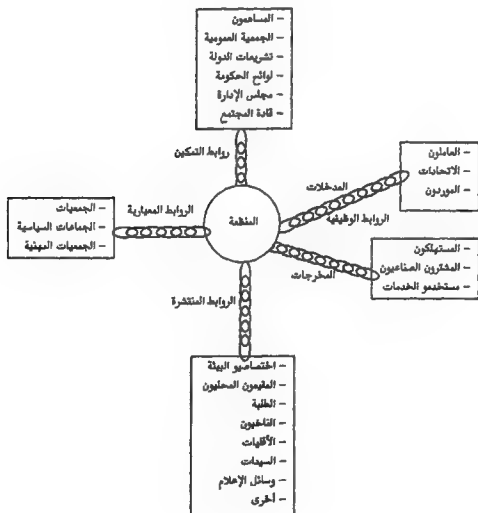 – المساهمون
– الجمعية العمومية
– تشريعات الدولة
– لوائح الحكومة
– مجلس الإدارة
– قادة المجتمع
روابط التمكين
– العاملون
– الاتحادات
– الموردون
المدخلات
الروابط الوظيفية
المنظمة
الروابط المعيارية
– الجمعيات
– الجماعات السياسية
– الجمعيات المهنية
– المستهلكون
– المشترون الصناعيون
– مستخدمو الخدمات
المخرجات
الروابط المنتشرة
– اختصاصيو البيئة
– المقيمون المحليون
– الطلبة
– الناخبون
– الأقليات
– السيدات
– وسائل الإعلام
– أخرى